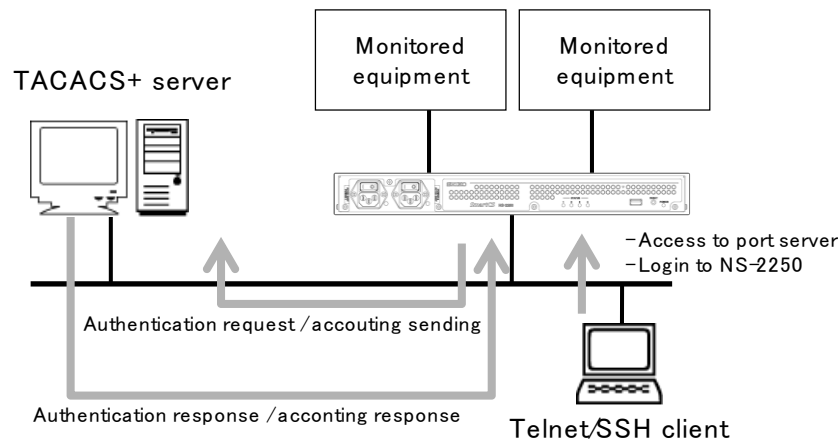 Monitored
equipment
Monitored
equipment
TACACS+ server
-Access to port server
-Login to NS-2250
Authentication request /accouting sending
Authentication response /acconting response
Telnet/SSH client